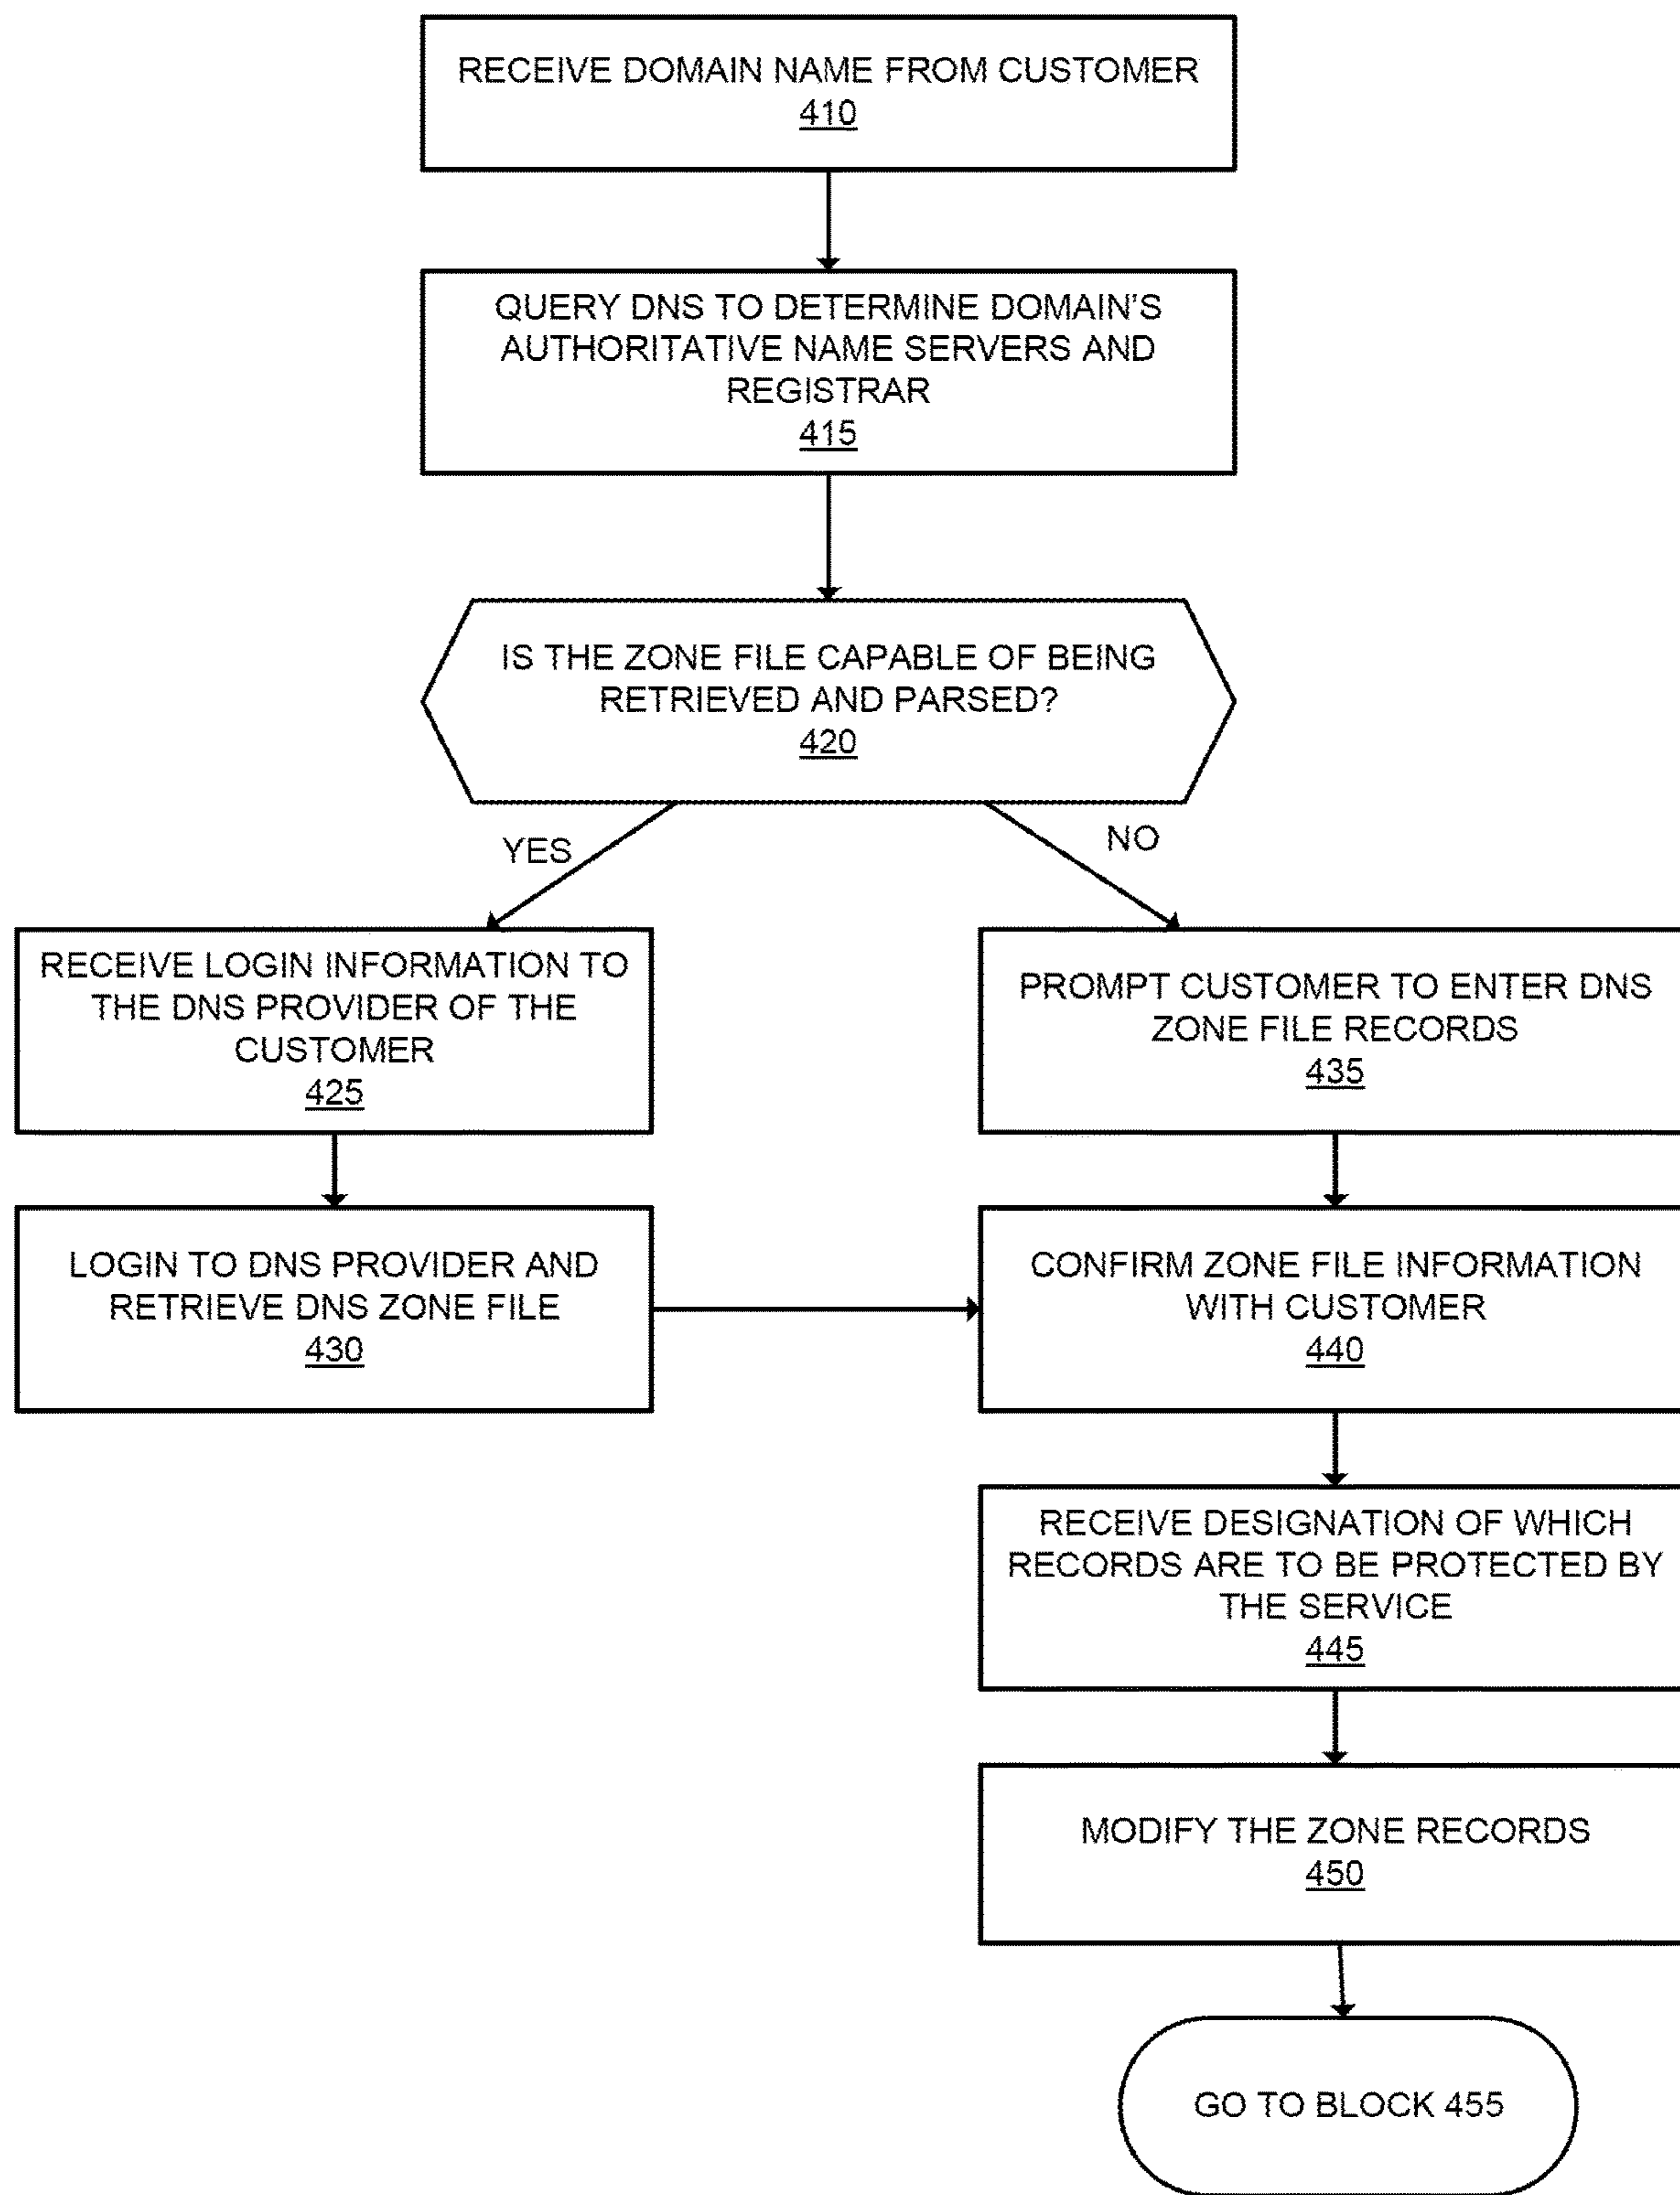 RECEIVE DOMAIN NAME FROM CUSTOMER
410
QUERY DNS TO DETERMINE DOMAIN'S
AUTHORITATIVE NAME SERVERS AND
REGISTRAR
415
IS THE ZONE FILE CAPABLE OF BEING
RETRIEVED AND PARSED?
420
YES
NO
RECEIVE LOGIN INFORMATION TO
THE DNS PROVIDER OF THE
CUSTOMER
425
PROMPT CUSTOMER TO ENTER DNS
ZONE FILE RECORDS
435
LOGIN TO DNS PROVIDER AND
RETRIEVE DNS ZONE FILE
430
CONFIRM ZONE FILE INFORMATION
WITH CUSTOMER
440
RECEIVE DESIGNATION OF WHICH
RECORDS ARE TO BE PROTECTED BY
THE SERVICE
445
MODIFY THE ZONE RECORDS
450
GO TO BLOCK 455